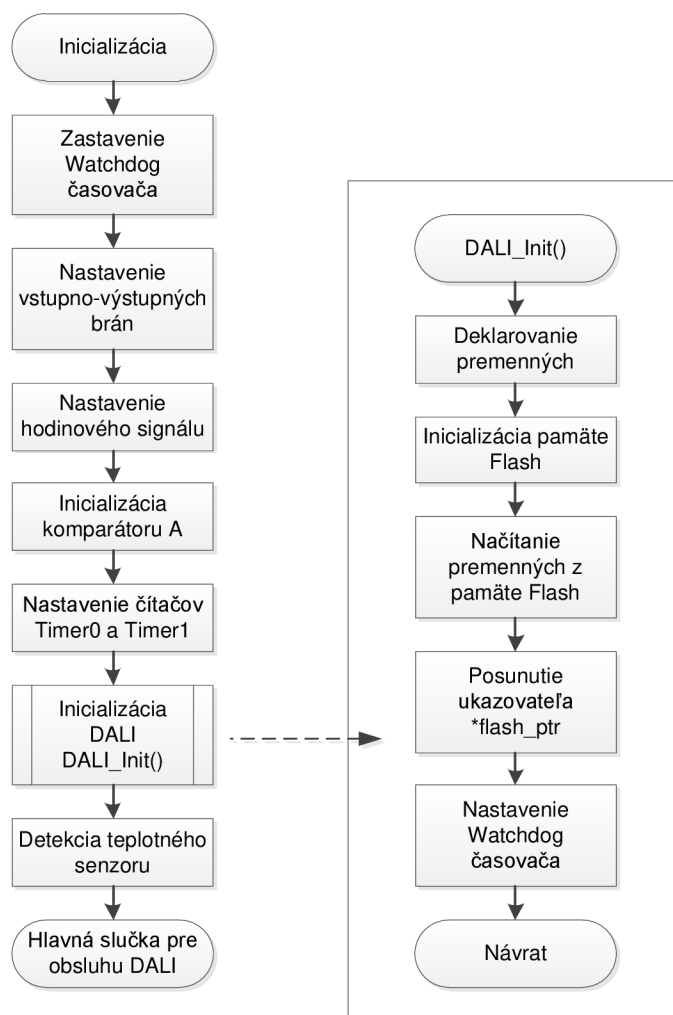 Inicializácia
Zastavenie
Watchdog
časovača
Nastavenie
vstupno-výstupných
brán
Nastavenie
hodinového signálu
Inicializácia
komparátoru A
Nastavenie čítačov
Timer0 a Timer1
Inicializácia
DALI
DALI_Init()
Detekcia teplotného
senzoru
Hlavná slučka pre
obsluhu DALI
DALI_Init()
Deklarovanie
premenných
Inicializácia pamäte
Flash
Načítanie
premenných z
pamäte Flash
Posunutie
ukazovateľa
*flash_ptr
Nastavenie
Watchdog
časovača
Návrat